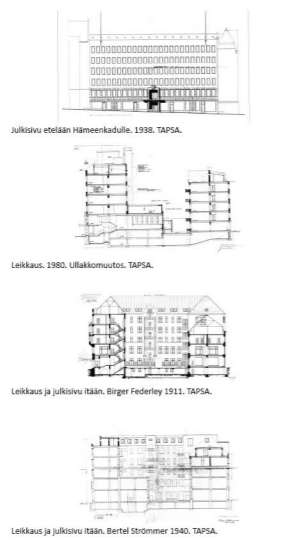 Julkisivu etelään Hämeenkadulle. 1938. TAPSA.
Leikkaus. 1980. Ullakkomuutos. TAPSA.
Leikkaus ja julkisivu itään. Birger Federley 1911. TAPSA.
Leikkaus ja julkisivu itään. Bertel Strömmer 1940. TAPSA.